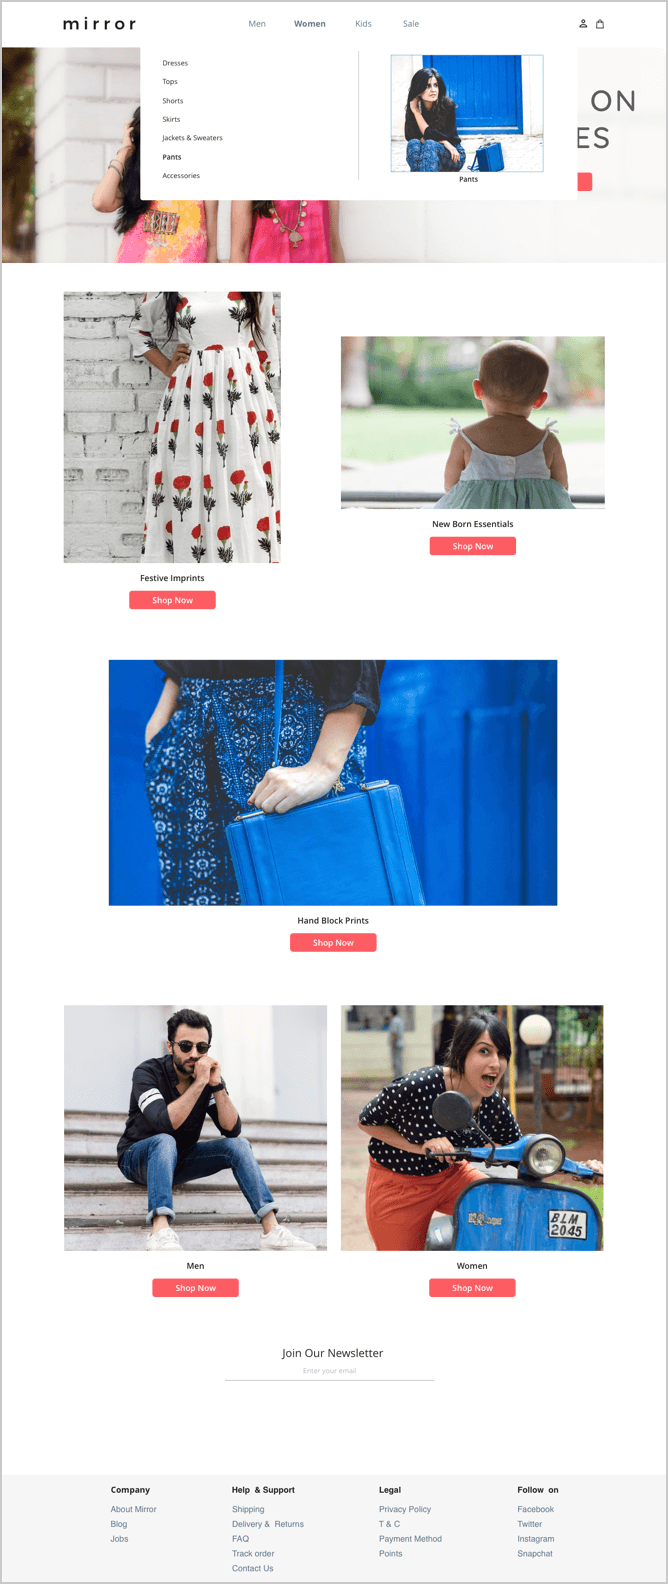 mirror
Men
Women
Kids
Sale
Dresses
Tops
Shorts
Skirts
Jackets & Sweaters
Pants
Accessories
Pants
ON
ES
Festive Imprints
Shop Now
New Born Essentials
Shop Now
Hand Block Prints
Shop Now
BLM
2045
Men
Shop Now
Women
Shop Now
Join Our Newsletter
Enter your email
Company
About Mirror
Blog
Jobs
Help & Support
Shipping
Delivery & Returns
FAQ
Track order
Contact Us
Legal
Privacy Policy
T & C
Payment Method
Points
Follow on
Facebook
Twitter
Instagram
Snapchat